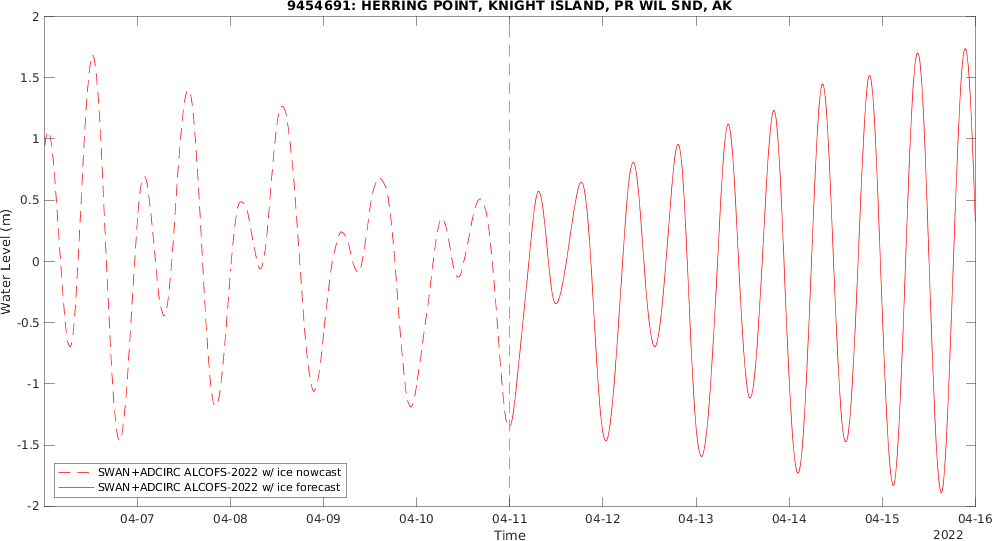 9454691: HERRING POINT, KNIGHT ISLAND, PR WIL SND, AK
2
1.5
1
0.5
0
-0.5
-1
-1.5
-2
Water Level (m)
SWAN+ADCIRC ALCOFS-2022 w/ ice nowcast
SWAN+ADCIRC ALCOFS-2022 w/ ice forecast
04-07 04-08 04-09 04-10 04-11 04-12 04-13 04-14 04-15 04-16
Time
2022